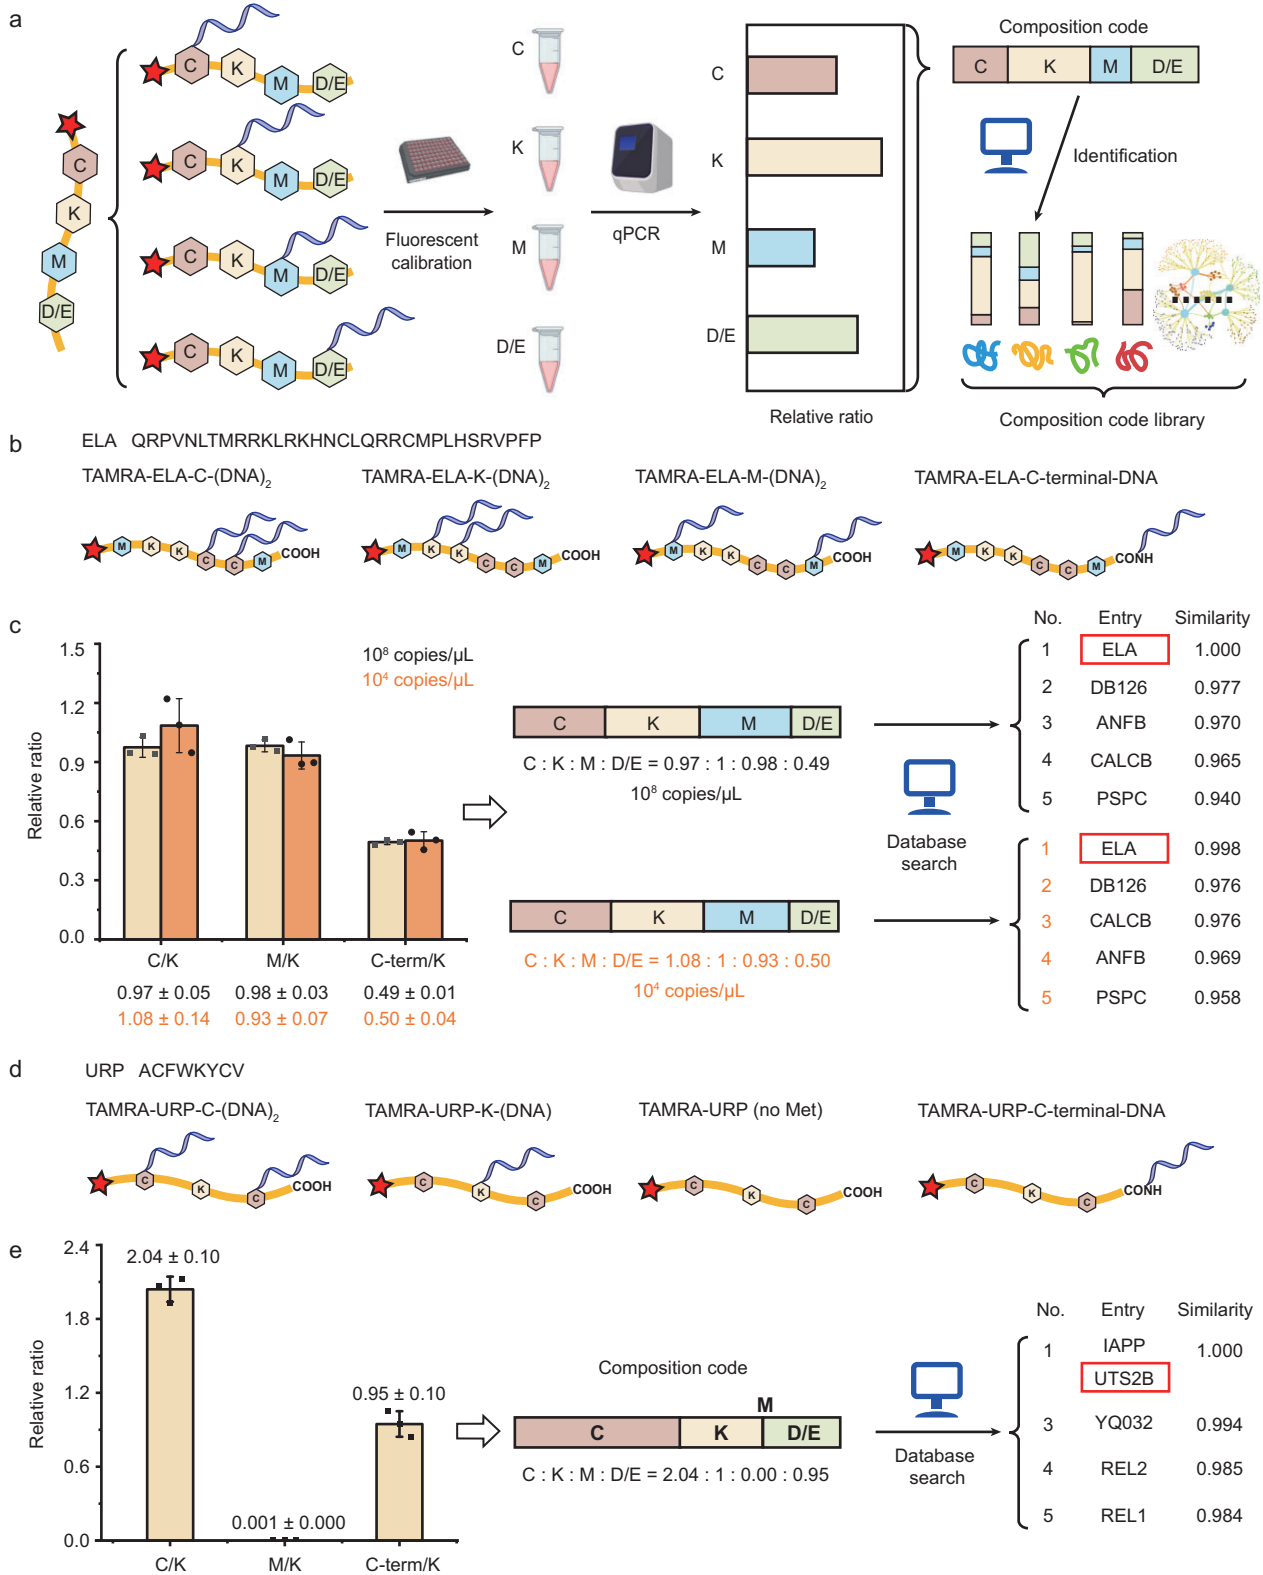 a
C
K
M
D/E
C K M D/E
C K M D/E
C K M D/E
C K M D/E
Fluorescent
calibration
C
K
M
D/E
qPCR
C
K
M
D/E
Relative ratio
Composition code
C K M D/E
Identification
Composition code library
b
ELA QRPVNLTMRRKLRKHNCLQRRCMPLHSRVPFP
TAMRA-ELA-C-(DNA)2 TAMRA-ELA-K-(DNA)2 TAMRA-ELA-M-(DNA)2 TAMRA-ELA-C-terminal-DNA
M K K C C M COOH
M K K C C M COOH
M K K C C M COOH
M K K C C M CONH
c
Relative ratio
1.5
1.2
0.9
0.6
0.3
0.0
10⁸ copies/μL
10⁴ copies/μL
C/K M/K C-term/K
0.97 ± 0.05 0.98 ± 0.03 0.49 ± 0.01
1.08 ± 0.14 0.93 ± 0.07 0.50 ± 0.04
C K M D/E
C : K : M : D/E = 0.97 : 1 : 0.98 : 0.49
10⁸ copies/μL
C K M D/E
C : K : M : D/E = 1.08 : 1 : 0.93 : 0.50
10⁴ copies/μL
Database
search
No. Entry Similarity
1 ELA 1.000
2 DB126 0.977
3 ANFB 0.970
4 CALCB 0.965
5 PSPC 0.940
1 ELA 0.998
2 DB126 0.976
3 CALCB 0.976
4 ANFB 0.969
5 PSPC 0.958
d
URP ACFWKYCV
TAMRA-URP-C-(DNA)2 TAMRA-URP-K-(DNA) TAMRA-URP (no Met) TAMRA-URP-C-terminal-DNA
C K C COOH
C K C COOH
C K C COOH
C K C CONH
e
Relative ratio
2.4
1.8
1.2
0.6
0.0
2.04 ± 0.10
0.001 ± 0.000
0.95 ± 0.10
C/K M/K C-term/K
Composition code
M
C K D/E
C : K : M : D/E = 2.04 : 1 : 0.00 : 0.95
Database
search
No. Entry Similarity
1 IAPP 1.000
UTS2B
3 YQ032 0.994
4 REL2 0.985
5 REL1 0.984